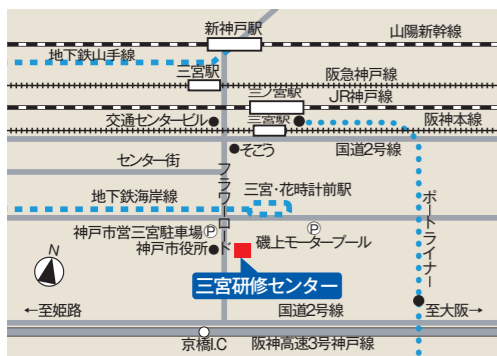 新神戸駅
山陽新幹線
地下鉄山手線
三宮駅
阪急神戸線
三ノ宮駅
JR神戸線
交通センタービル
三宮駅
阪神本線
そごう
国道2号線
センター街
フラワーロード
三宮・花時計前駅
地下鉄海岸線
ポートライナー
神戸市営三宮駐車場Ⓟ
Ⓟ
神戸市役所
磯上モータープール
N
三宮研修センター
←至姫路
国道2号線
至大阪→
京橋I.C
阪神高速3号神戸線